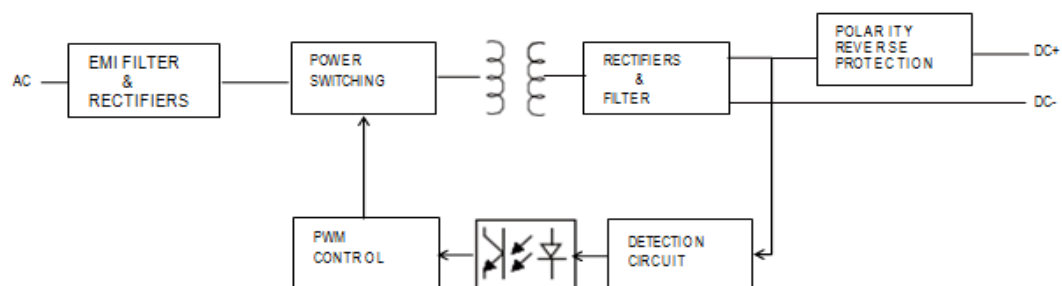 AC
EMI FILTER
&
RECTIFIERS
POWER
SWITCHING
RECTIFIERS
&
FILTER
POLARITY
REVERSE
PROTECTION
DC+
DC-
PWM
CONTROL
DETECTION
CIRCUIT